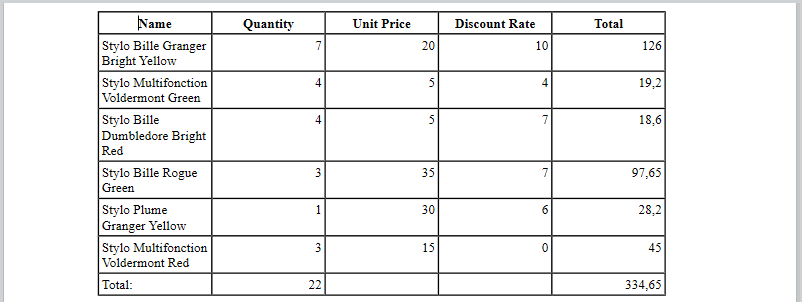 Name Quantity Unit Price Discount Rate Total
Stylo Bille Granger 7 20 10 126
Bright Yellow
Stylo Multifonction 4 5 4 19,2
Voldermont Green
Stylo Bille 4 5 7 18,6
Dumbledore Bright
Red
Stylo Bille Rogue 3 35 7 97,65
Green
Stylo Plume 1 30 6 28,2
Granger Yellow
Stylo Multifonction 3 15 0 45
Voldermont Red
Total: 22 334,65